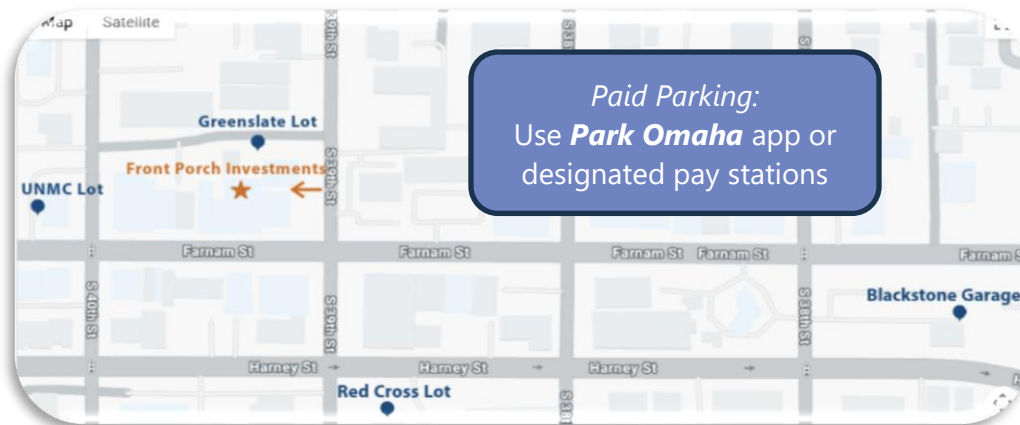 Map Satellite
S 39th St
Paid Parking:
Use Park Omaha app or
designated pay stations
Greenslate Lot
Front Porch Investments
S 39th St
UNMC Lot
Farnam St
Farnam St
Farnam St
Farnam St
Farnam
S 40th St
S 39th St
S 38th St
Blackstone Garage
Harney St
Harney St
Harney St
Red Cross Lot